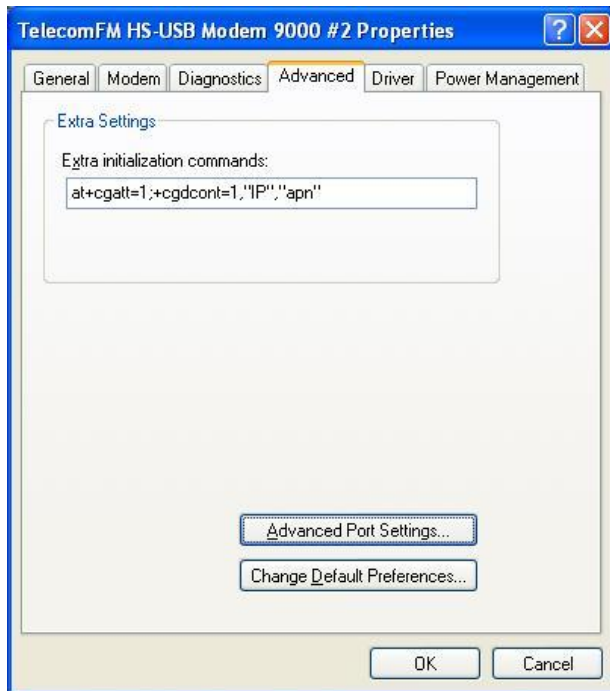 TelecomFM HS-USB Modem 9000 #2 Properties
General Modem Diagnostics Advanced Driver Power Management
Extra Settings
Extra initialization commands:
at+cgatt=1;+cgdcont=1,"IP","apn"
Advanced Port Settings...
Change Default Preferences...
OK Cancel